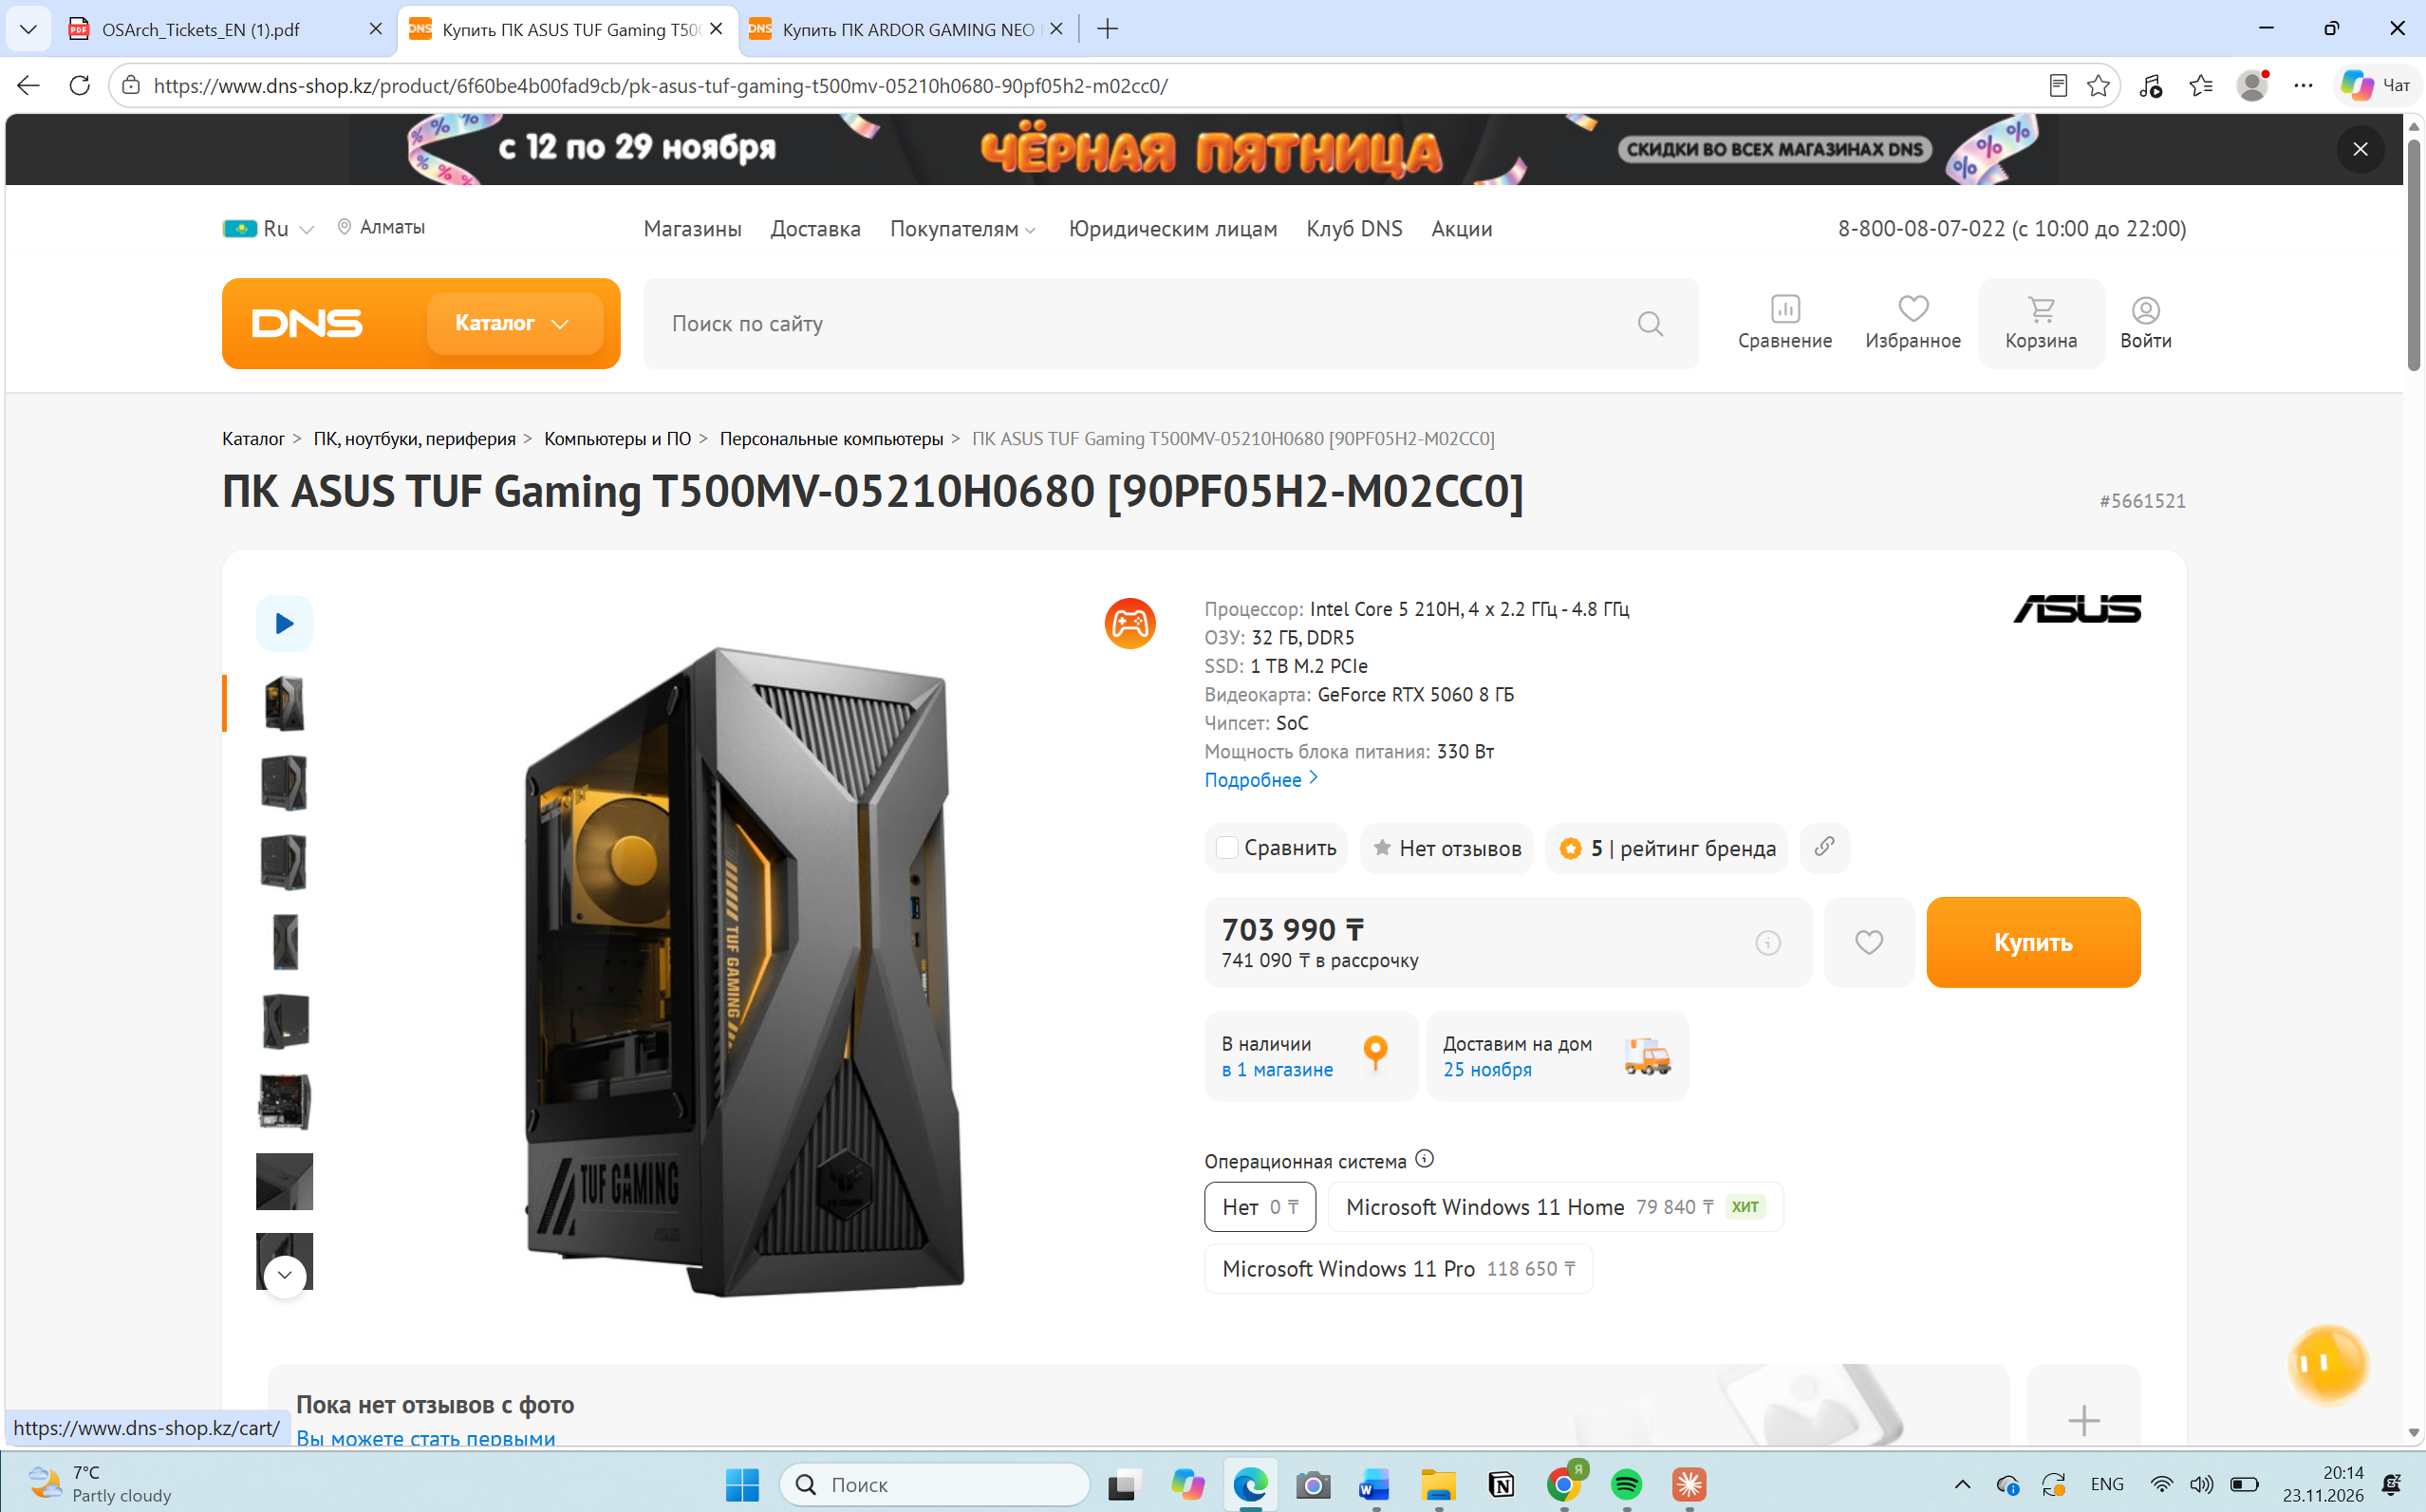 OSArch_Tickets_EN (1).pdf
Купить ПК ASUS TUF Gaming T500
Купить ПК ARDOR GAMING NEO
https://www.dns-shop.kz/product/6f60be4b00fad9cb/pk-asus-tuf-gaming-t500mv-05210h0680-90pf05h2-m02cc0/
Чат
с 12 по 29 ноября
ЧЁРНАЯ ПЯТНИЦА
СКИДКИ ВО ВСЕХ МАГАЗИНАХ DNS
Ru
Алматы
Магазины
Доставка
Покупателям
Юридическим лицам
Клуб DNS
Акции
8-800-08-07-022 (с 10:00 до 22:00)
DNS
Каталог
Поиск по сайту
Сравнение
Избранное
Корзина
Войти
Каталог > ПК, ноутбуки, периферия > Компьютеры и ПО > Персональные компьютеры > ПК ASUS TUF Gaming T500MV-05210H0680 [90PF05H2-M02CC0]
ПК ASUS TUF Gaming T500MV-05210H0680 [90PF05H2-M02CC0]
#5661521
ASUS
Процессор: Intel Core 5 210H, 4 x 2.2 ГГц - 4.8 ГГц
ОЗУ: 32 ГБ, DDR5
SSD: 1 TB M.2 PCIe
Видеокарта: GeForce RTX 5060 8 ГБ
Чипсет: SoC
Мощность блока питания: 330 Вт
Подробнее
TUF GAMING
TUF GAMING
Сравнить
Нет отзывов
5 | рейтинг бренда
703 990 ₸
741 090 ₸ в рассрочку
Купить
В наличии
в 1 магазине
Доставим на дом
25 ноября
Операционная система
Нет 0 ₸
Microsoft Windows 11 Home 79 840 ₸ ХИТ
Microsoft Windows 11 Pro 118 650 ₸
Пока нет отзывов с фото
Вы можете стать первыми
https://www.dns-shop.kz/cart/
7°C
Partly cloudy
Поиск
Я
ENG
20:14
23.11.2026